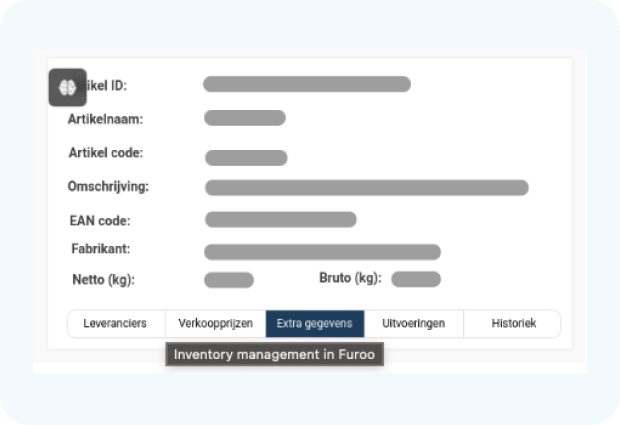 ikel ID:
Artikelnaam:
Artikel code:
Omschrijving:
EAN code:
Fabrikant:
Netto (kg): Bruto (kg):
Leveranciers Verkoopprijzen Extra gegevens Uitvoeringen Historiek
Inventory management in Furoo